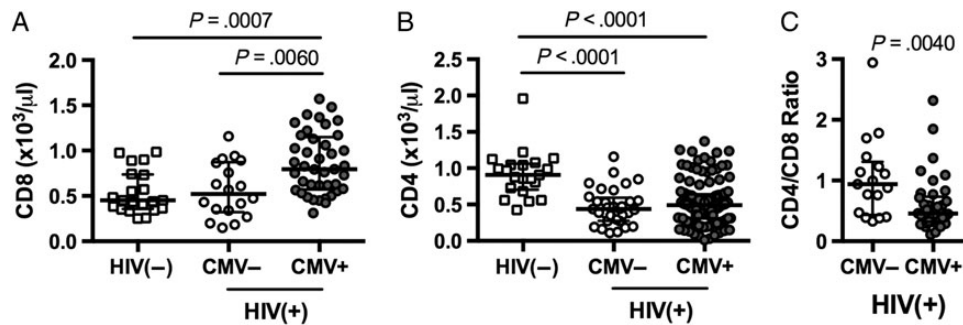 A
P = .0007
P = .0060
CD8 (x10³/µl)
2.0
1.5
1.0
0.5
0.0
HIV(–) CMV– CMV+
HIV(+)
B
P < .0001
P < .0001
CD4 (x10³/µl)
2.5
2.0
1.5
1.0
0.5
0.0
HIV(–) CMV– CMV+
HIV(+)
C
P = .0040
CD4/CD8 Ratio
3
2
1
0
CMV– CMV+
HIV(+)